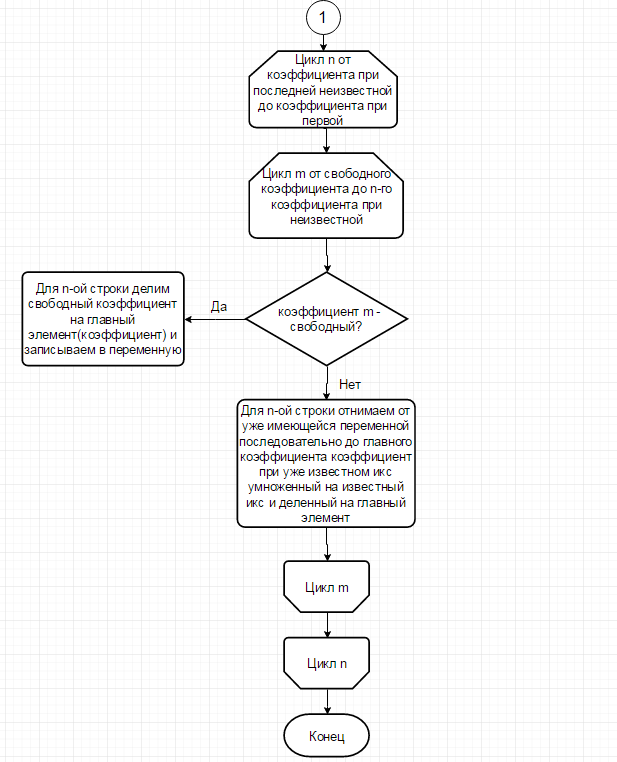 1
Цикл n от
коэффициента при
последней неизвестной
до коэффициента при
первой
Цикл m от свободного
коэффициента до n-го
коэффициента при
неизвестной
Для n-ой строки делим
свободный коэффициент
на главный
элемент(коэффициент) и
записываем в переменную
Да
коэффициент m -
свободный?
Нет
Для n-ой строки отнимаем от
уже имеющейся переменной
последовательно до главного
коэффициента коэффициент
при уже известном икс
умноженный на известный
икс и деленный на главный
элемент
Цикл m
Цикл n
Конец